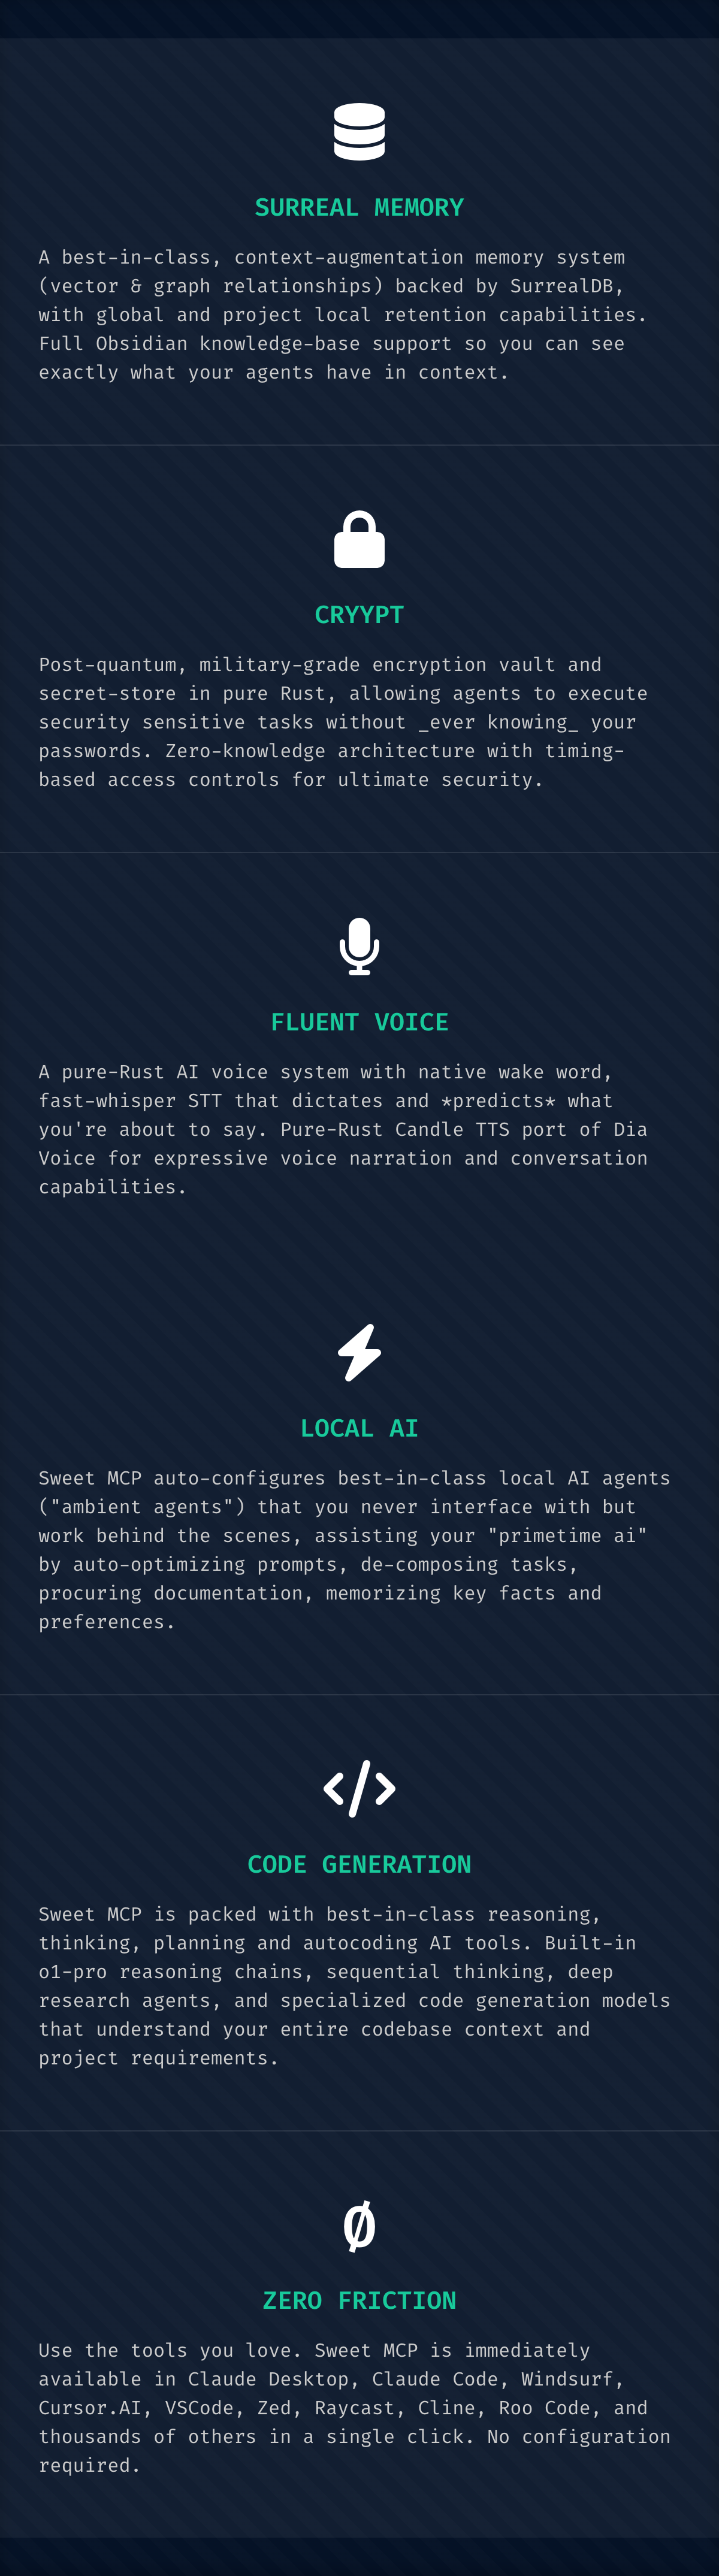 SURREAL MEMORY
A best-in-class, context-augmentation memory system
(vector & graph relationships) backed by SurrealDB,
with global and project local retention capabilities.
Full Obsidian knowledge-base support so you can see
exactly what your agents have in context.
CRYYPT
Post-quantum, military-grade encryption vault and
secret-store in pure Rust, allowing agents to execute
security sensitive tasks without _ever knowing_ your
passwords. Zero-knowledge architecture with timing-
based access controls for ultimate security.
FLUENT VOICE
A pure-Rust AI voice system with native wake word,
fast-whisper STT that dictates and *predicts* what
you're about to say. Pure-Rust Candle TTS port of Dia
Voice for expressive voice narration and conversation
capabilities.
LOCAL AI
Sweet MCP auto-configures best-in-class local AI agents
("ambient agents") that you never interface with but
work behind the scenes, assisting your "primetime ai"
by auto-optimizing prompts, de-composing tasks,
procuring documentation, memorizing key facts and
preferences.
CODE GENERATION
Sweet MCP is packed with best-in-class reasoning,
thinking, planning and autocoding AI tools. Built-in
o1-pro reasoning chains, sequential thinking, deep
research agents, and specialized code generation models
that understand your entire codebase context and
project requirements.
Ø
ZERO FRICTION
Use the tools you love. Sweet MCP is immediately
available in Claude Desktop, Claude Code, Windsurf,
Cursor.AI, VSCode, Zed, Raycast, Cline, Roo Code, and
thousands of others in a single click. No configuration
required.